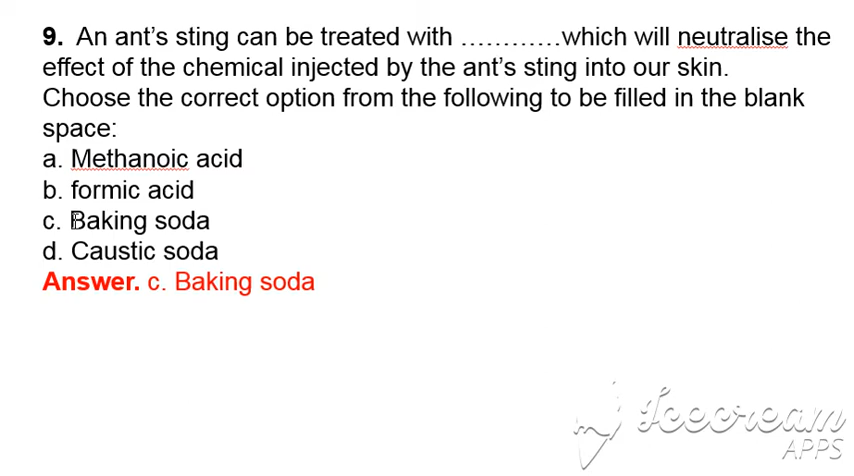 9. An ant's sting can be treated with …………which will neutralise the
effect of the chemical injected by the ant's sting into our skin.
Choose the correct option from the following to be filled in the blank
space:
a. Methanoic acid
b. formic acid
c. Baking soda
d. Caustic soda
Answer. c. Baking soda
Icecream
APPS